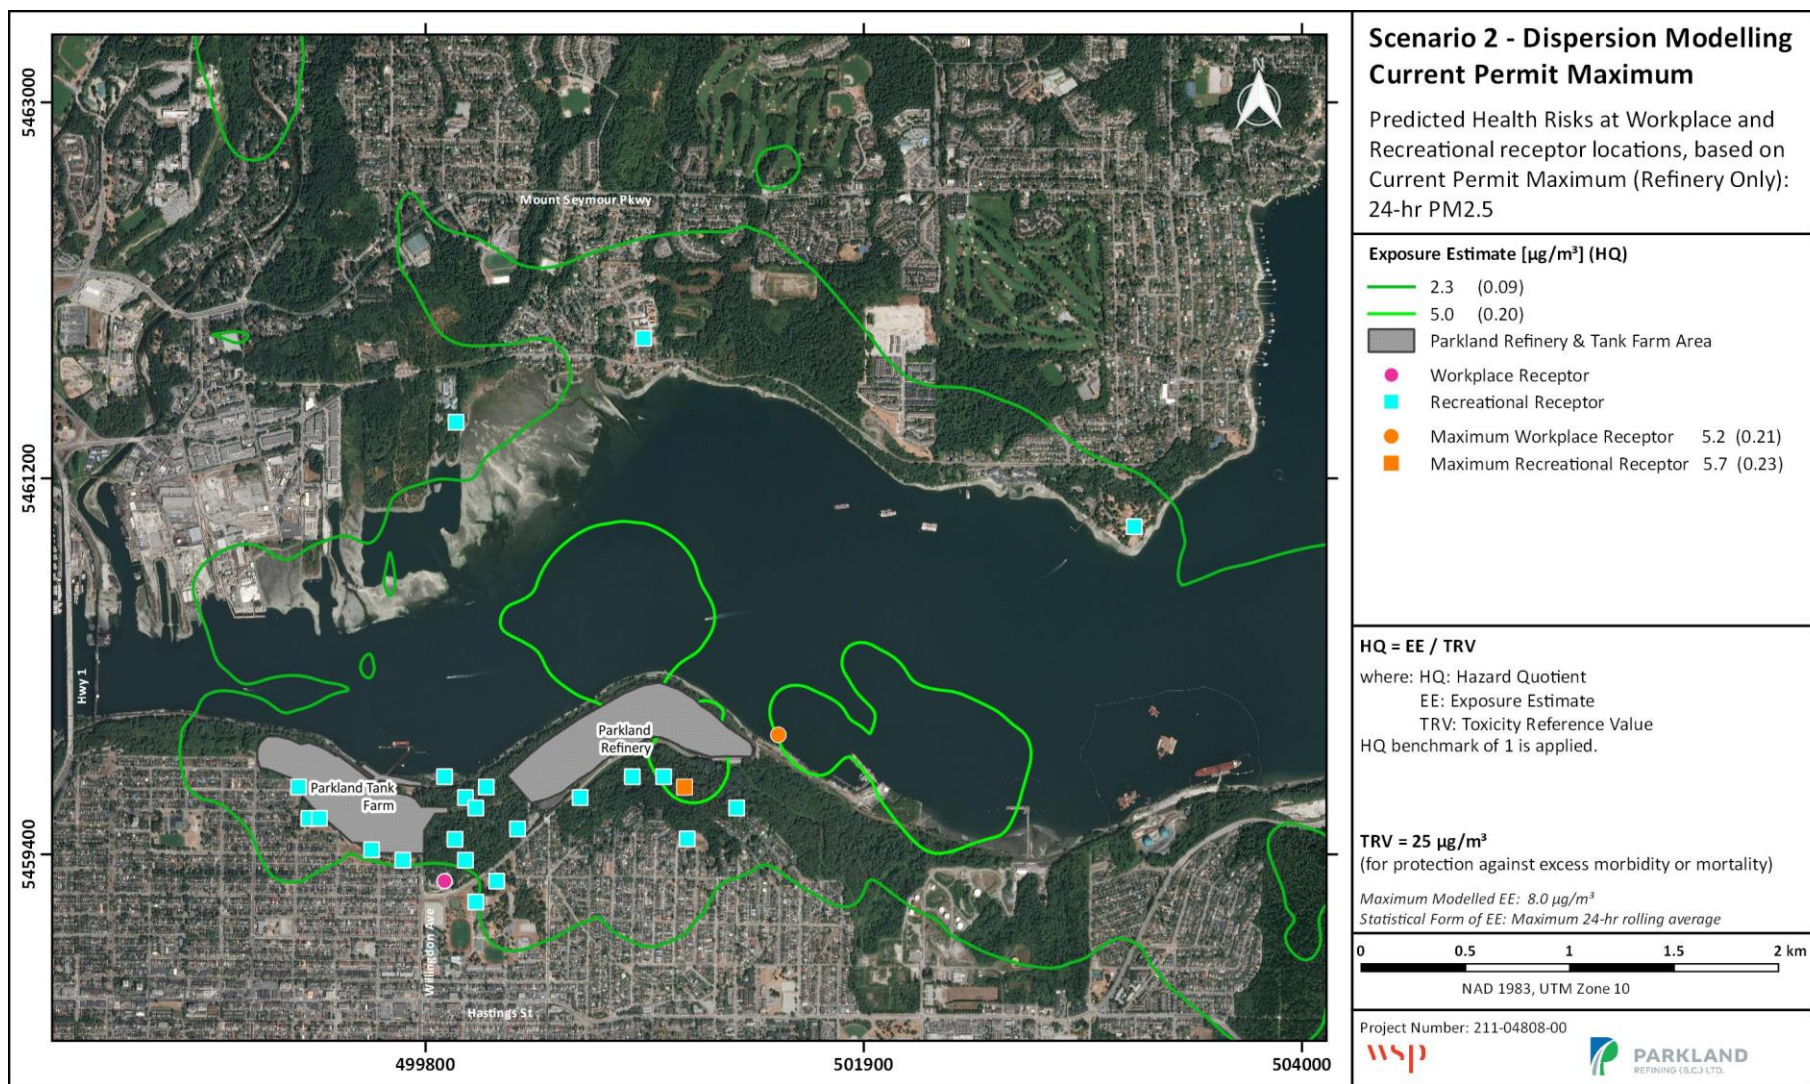 Scenario 2 - Dispersion Modelling
Current Permit Maximum
Predicted Health Risks at Workplace and
Recreational receptor locations, based on
Current Permit Maximum (Refinery Only):
24-hr PM2.5
Exposure Estimate [µg/m³] (HQ)
2.3 (0.09)
5.0 (0.20)
Parkland Refinery & Tank Farm Area
Workplace Receptor
Recreational Receptor
Maximum Workplace Receptor 5.2 (0.21)
Maximum Recreational Receptor 5.7 (0.23)
HQ = EE / TRV
where: HQ: Hazard Quotient
EE: Exposure Estimate
TRV: Toxicity Reference Value
HQ benchmark of 1 is applied.
TRV = 25 µg/m³
(for protection against excess morbidity or mortality)
Maximum Modelled EE: 8.0 µg/m³
Statistical Form of EE: Maximum 24-hr rolling average
0 0.5 1 1.5 2 km
NAD 1983, UTM Zone 10
Project Number: 211-04808-00
wsp
PARKLAND
REFINING (B.C.) LTD.
N
Mount Seymour Pkwy
Hwy 1
Parkland
Refinery
Parkland Tank
Farm
Willingdon Ave
Hastings St
5463000
5461200
5459400
499800
501900
504000